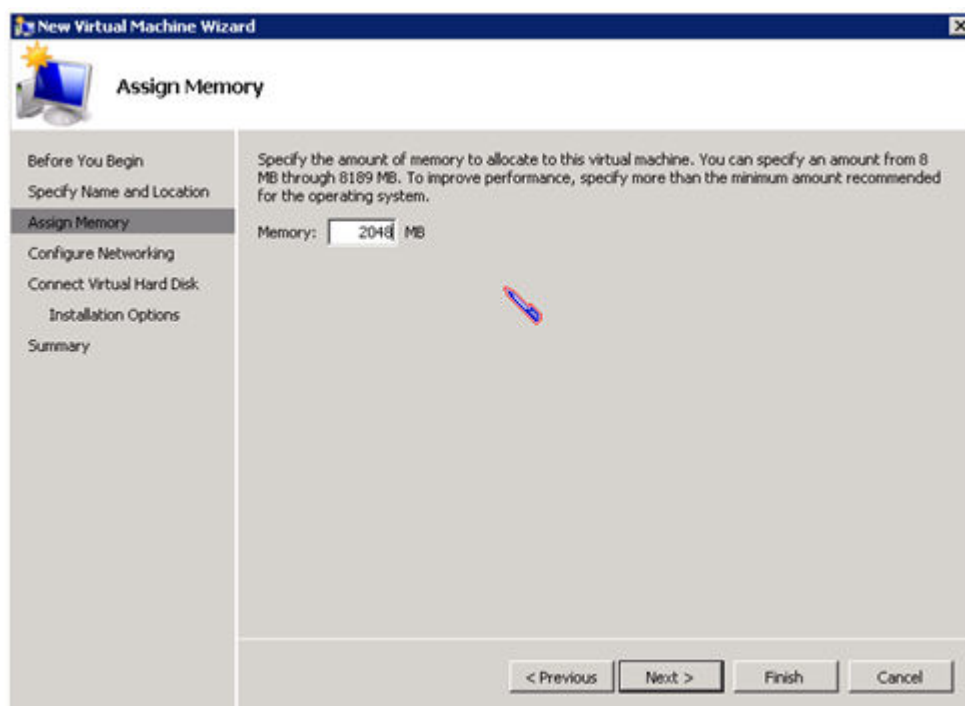 New Virtual Machine Wizard
Assign Memory
Before You Begin
Specify Name and Location
Assign Memory
Configure Networking
Connect Virtual Hard Disk
Installation Options
Summary
Specify the amount of memory to allocate to this virtual machine. You can specify an amount from 8
MB through 8189 MB. To improve performance, specify more than the minimum amount recommended
for the operating system.
Memory: 2048 MB
< Previous Next > Finish Cancel